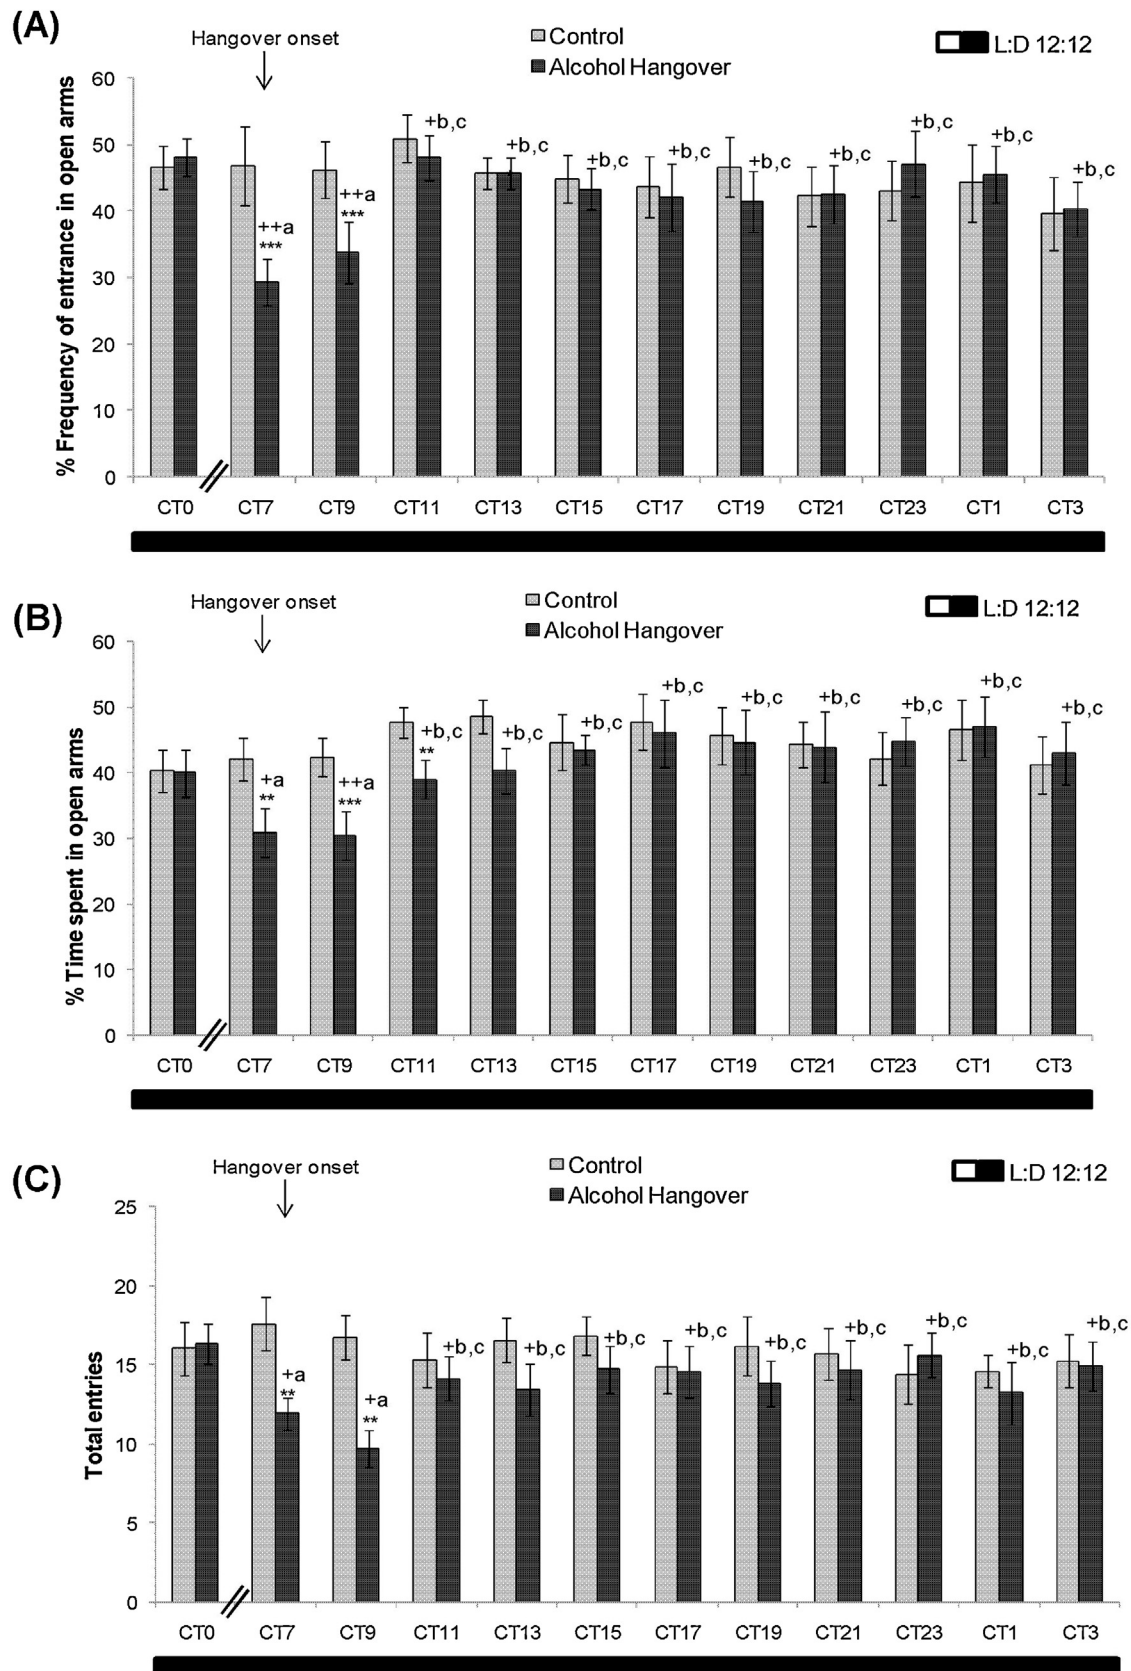 (A)
Hangover onset
Control
Alcohol Hangover
L:D 12:12
% Frequency of entrance in open arms
60
50
40
30
20
10
0
++a
***
++a
***
+b,c
+b,c
+b,c
+b,c
+b,c
+b,c
+b,c
+b,c
+b,c
CT0 CT7 CT9 CT11 CT13 CT15 CT17 CT19 CT21 CT23 CT1 CT3
(B)
Hangover onset
Control
Alcohol Hangover
L:D 12:12
% Time spent in open arms
60
50
40
30
20
10
0
+a
**
++a
***
+b,c
**
+b,c
+b,c
+b,c
+b,c
+b,c
+b,c
+b,c
+b,c
CT0 CT7 CT9 CT11 CT13 CT15 CT17 CT19 CT21 CT23 CT1 CT3
(C)
Hangover onset
Control
Alcohol Hangover
L:D 12:12
Total entries
25
20
15
10
5
0
+a
**
+a
**
+b,c
+b,c
+b,c
+b,c
+b,c
+b,c
+b,c
+b,c
+b,c
CT0 CT7 CT9 CT11 CT13 CT15 CT17 CT19 CT21 CT23 CT1 CT3